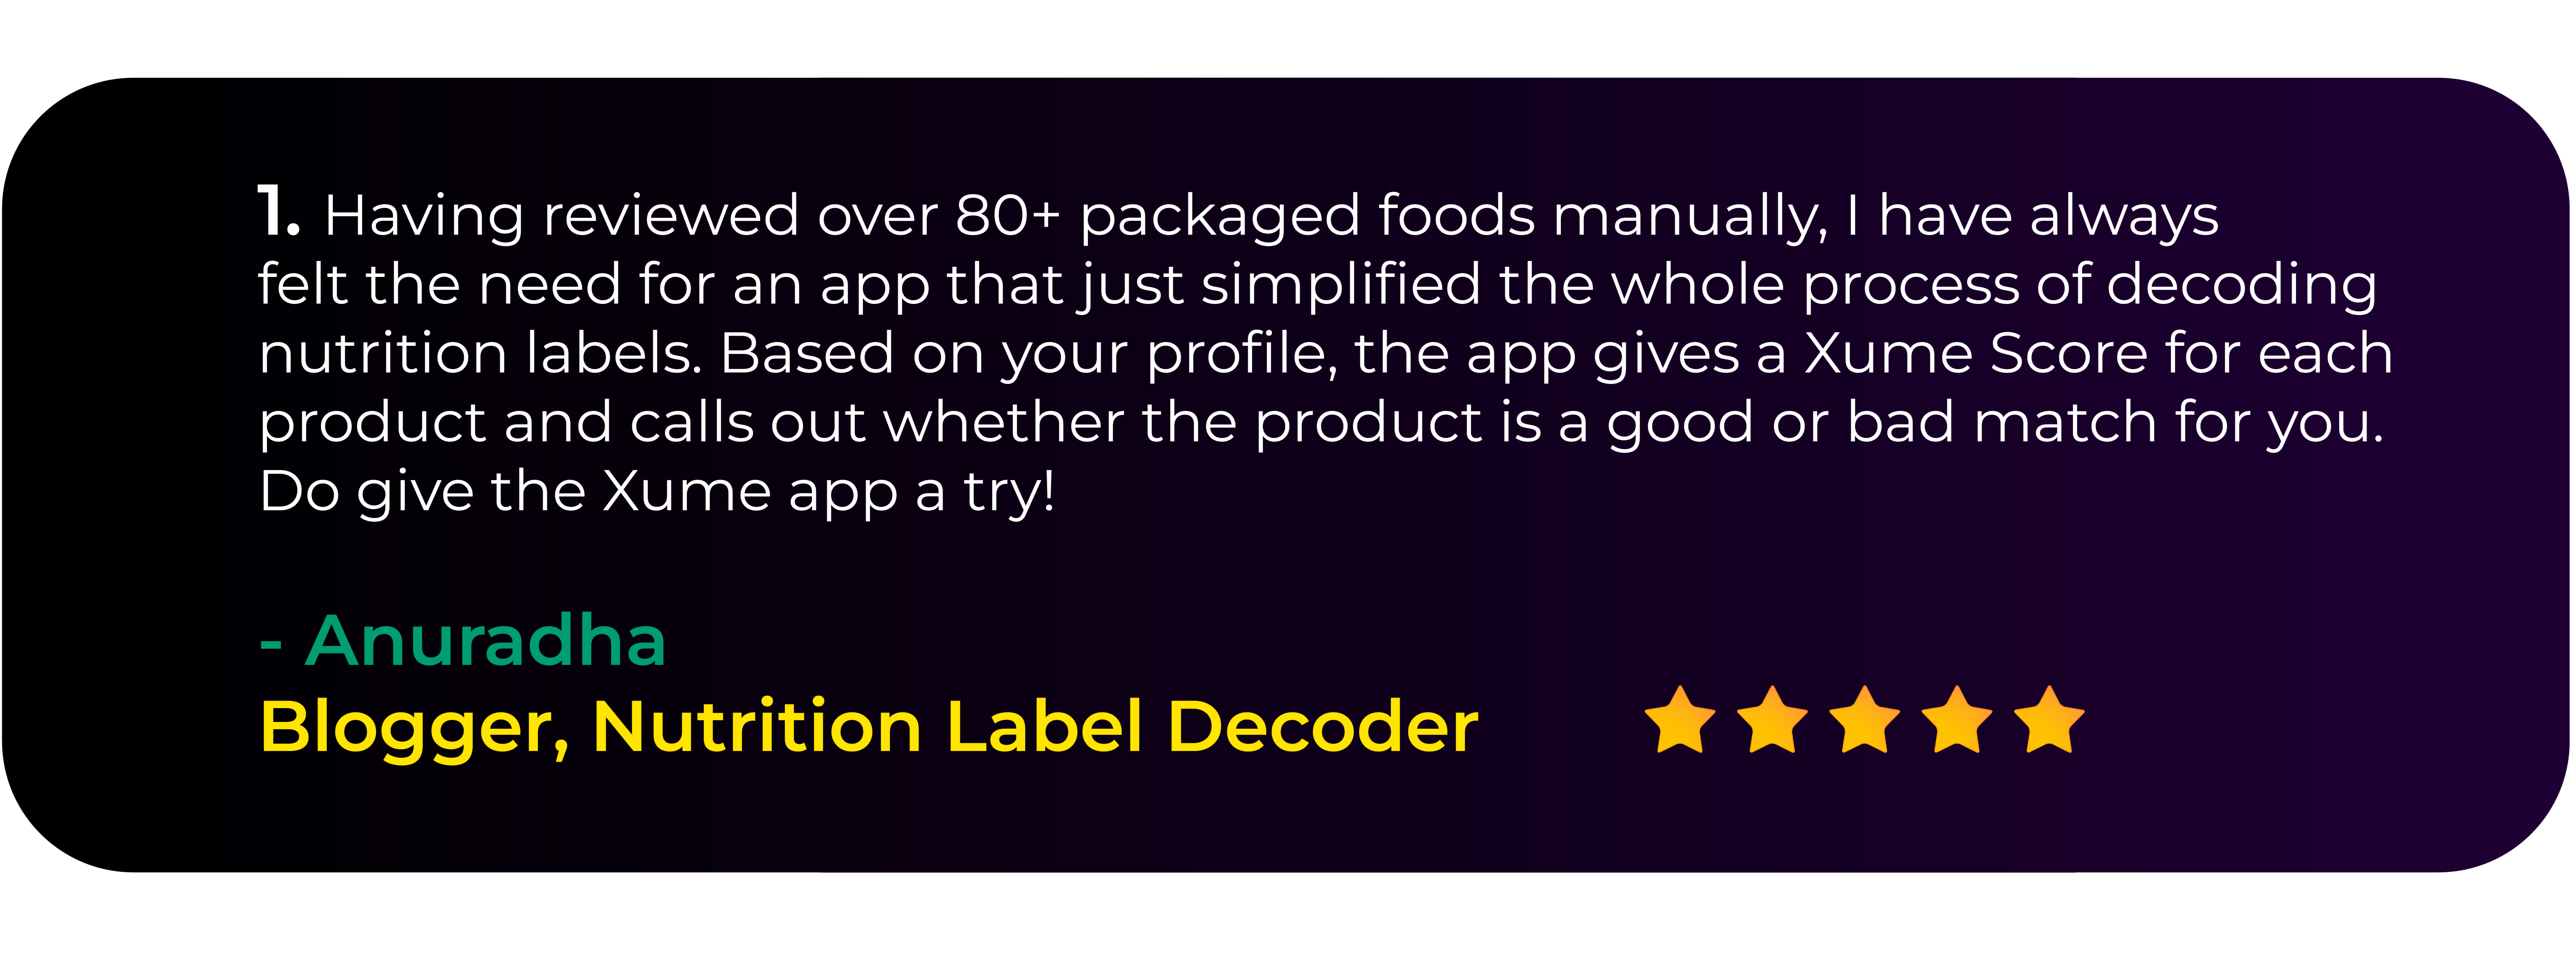 1. Having reviewed over 80+ packaged foods manually, I have always
felt the need for an app that just simplified the whole process of decoding
nutrition labels. Based on your profile, the app gives a Xume Score for each
product and calls out whether the product is a good or bad match for you.
Do give the Xume app a try!
- Anuradha
Blogger, Nutrition Label Decoder